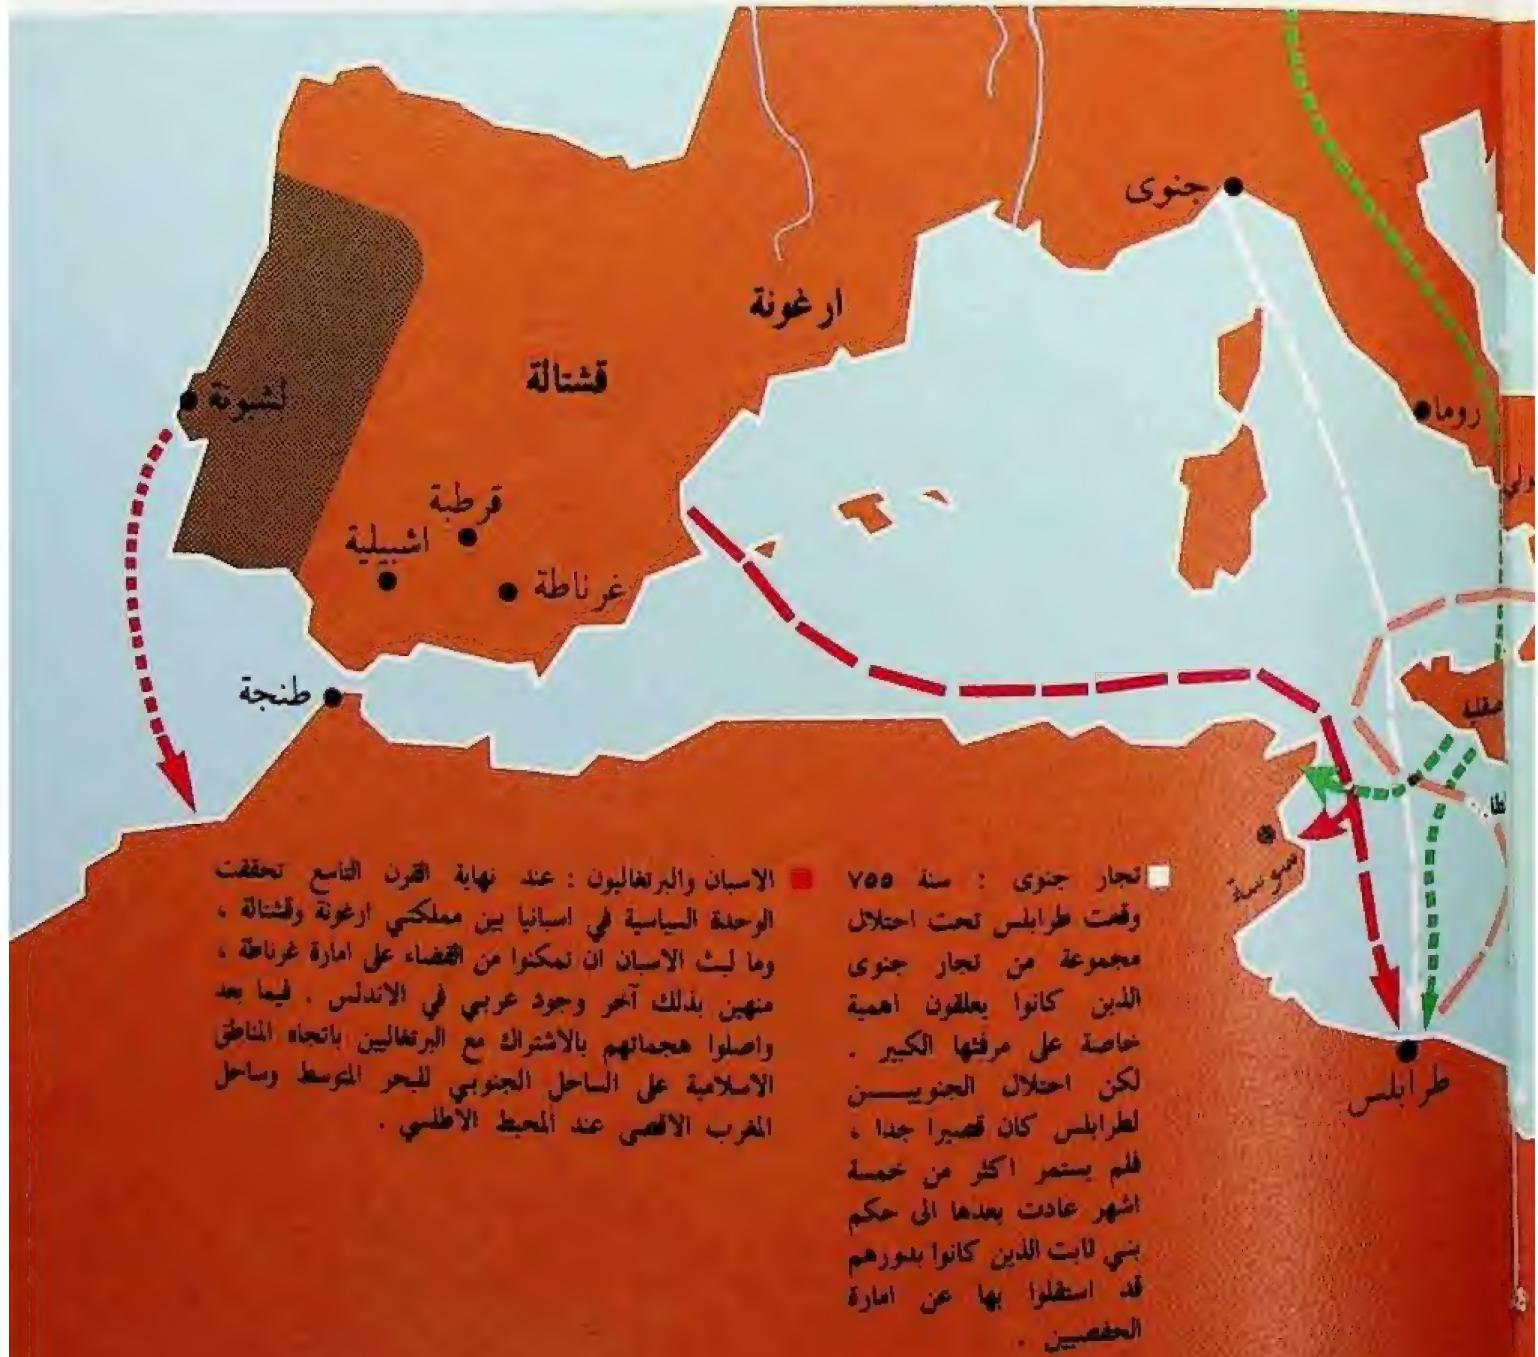 جنوى
ارغونة
قشتالة
لشبونة
روما
قرطبة
اشبيلية
غرناطة
طنجة
صقلية
سوسة
طرابلس
تجار جنوى : سنة ٧٥٥
وقعت طرابلس تحت احتلال
مجموعة من تجار جنوى
الذين كانوا يعلقون اهمية
خاصة على مرفئها الكبير .
لكن احتلال الجنويين
لطرابلس كان قصيرا جدا ،
فلم يستمر اكثر من خمسة
اشهر عادت بعدها الى حكم
بني ثابت الذين كانوا بدورهم
قد استقلوا بها عن امارة
الحفصيين .
الاسبان والبرتغاليون : عند نهاية القرن التاسع تحققت
الوحدة السياسية في اسبانيا بين مملكتي ارغونة وقشتالة ،
وما لبث الاسبان ان تمكنوا من القضاء على امارة غرناطة ،
منهين بذلك آخر وجود عربي في الاندلس . فيما بعد
واصلوا هجماتهم بالاشتراك مع البرتغاليين باتجاه المناطق
الاسلامية على الساحل الجنوبي للبحر المتوسط وساحل
المغرب الاقصى عند المحيط الاطلسي .